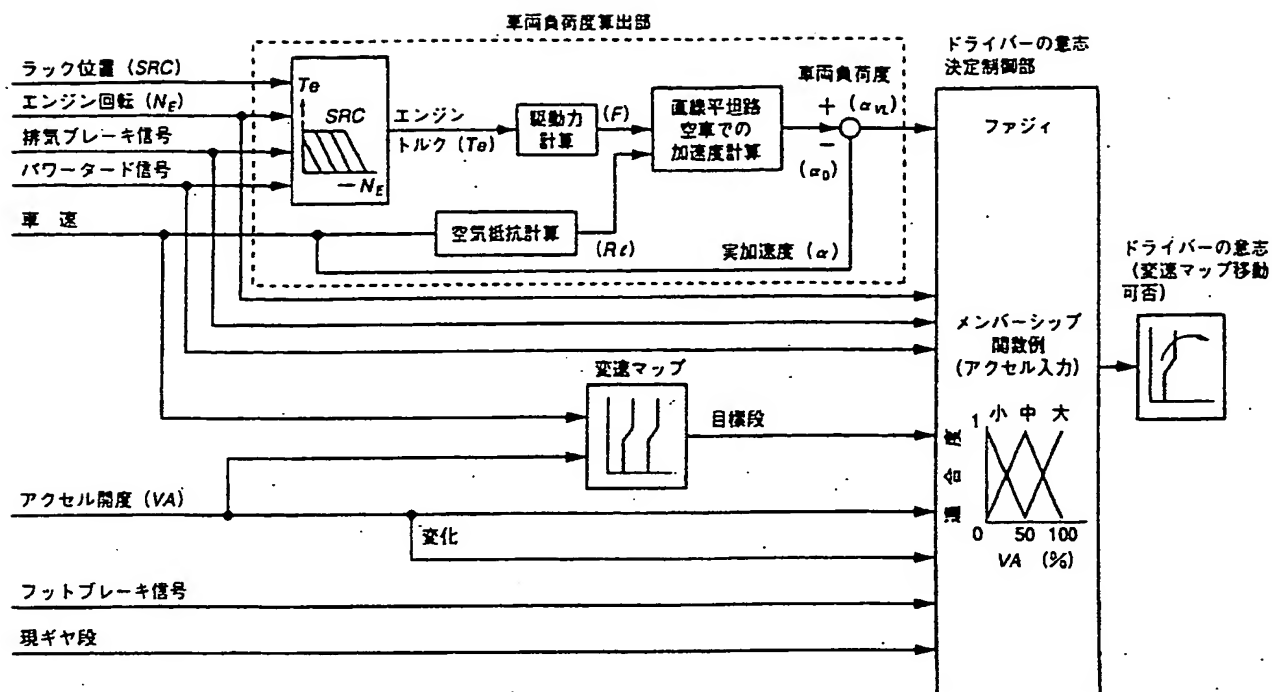 車両負荷度算出部
ラック位置 (SRC)
エンジン回転 (NE)
排気ブレーキ信号
パワータード信号
車 速
Te
SRC
NE
エンジン
トルク (Te)
駆動力
計算
(F)
直線平坦路
空車での
加速度計算
車両負荷度
+
(αVL)
−
(α0)
空気抵抗計算
(Rℓ)
実加速度 (α)
ドライバーの意志
決定制御部
ファジィ
メンバーシップ
関数例
(アクセル入力)
小 中 大
1
適合度
0
50 100
VA (%)
ドライバーの意志
(変速マップ移動
可否)
変速マップ
目標段
アクセル開度 (VA)
変化
フットブレーキ信号
現ギヤ段